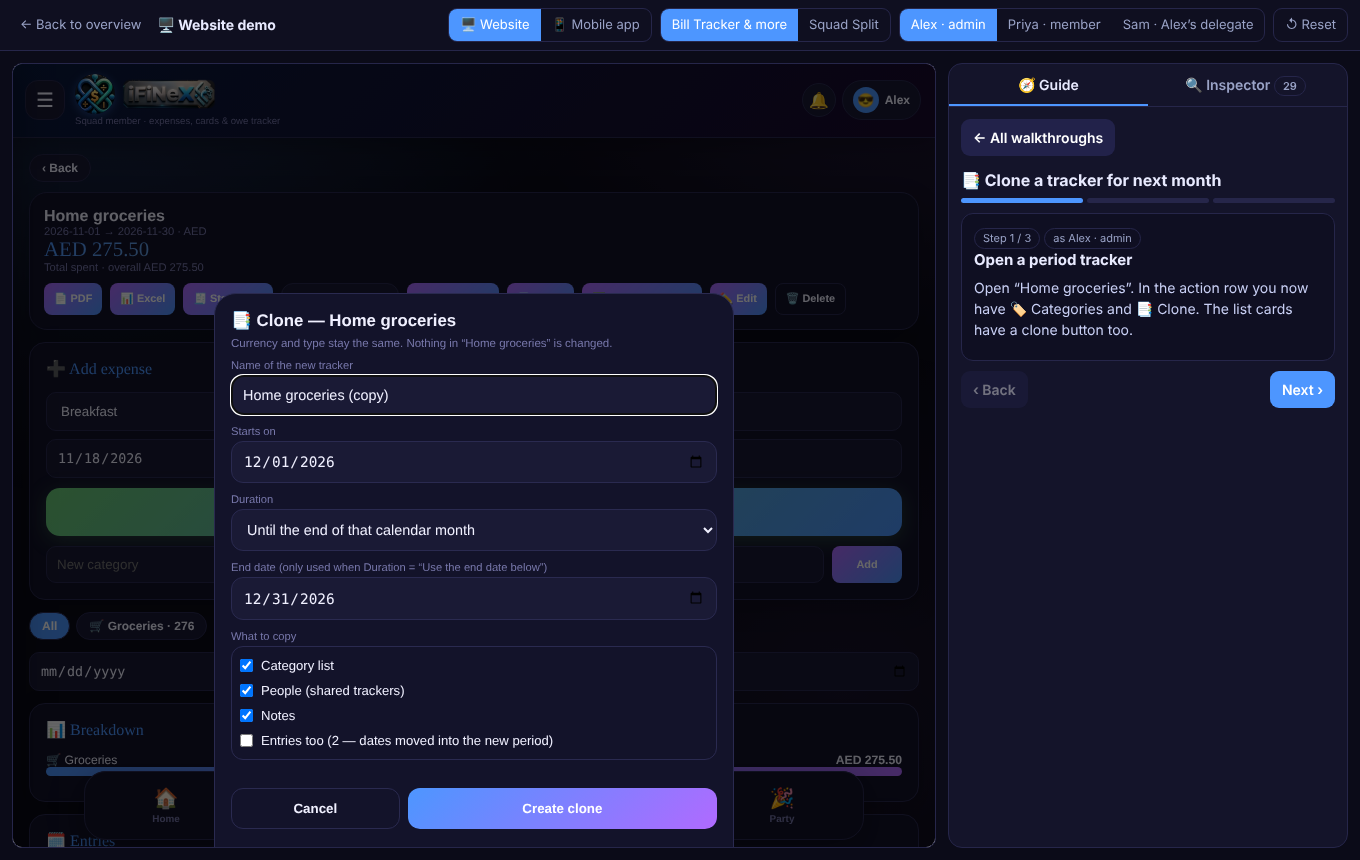 ← Back to overview
🖥️ Website demo
🖥️ Website
📱 Mobile app
Bill Tracker & more
Squad Split
Alex · admin
Priya · member
Sam · Alex's delegate
↺ Reset
☰
iFiNeX
Squad member · expenses, cards & owe tracker
🔔
😎 Alex
‹ Back
Home groceries
2026-11-01 → 2026-11-30 · AED
AED 275.50
Total spent · overall AED 275.50
📄 PDF
📊 Excel
Edit
🗑️ Delete
➕ Add expense
Breakfast
11/18/2026
New category
Add
All
🛒 Groceries · 276
mm/dd/yyyy
📊 Breakdown
🛒 Groceries
AED 275.50
🏠
Home
🎉
Party
🗓️ Entries
📑 Clone — Home groceries
Currency and type stay the same. Nothing in “Home groceries” is changed.
Name of the new tracker
Home groceries (copy)
Starts on
12/01/2026
Duration
Until the end of that calendar month
End date (only used when Duration = “Use the end date below”)
12/31/2026
What to copy
Category list
People (shared trackers)
Notes
Entries too (2 — dates moved into the new period)
Cancel
Create clone
🧭 Guide
🔍 Inspector 29
← All walkthroughs
📑 Clone a tracker for next month
Step 1 / 3
as Alex · admin
Open a period tracker
Open “Home groceries”. In the action row you now
have 🏷️ Categories and 📑 Clone. The list cards
have a clone button too.
‹ Back
Next ›